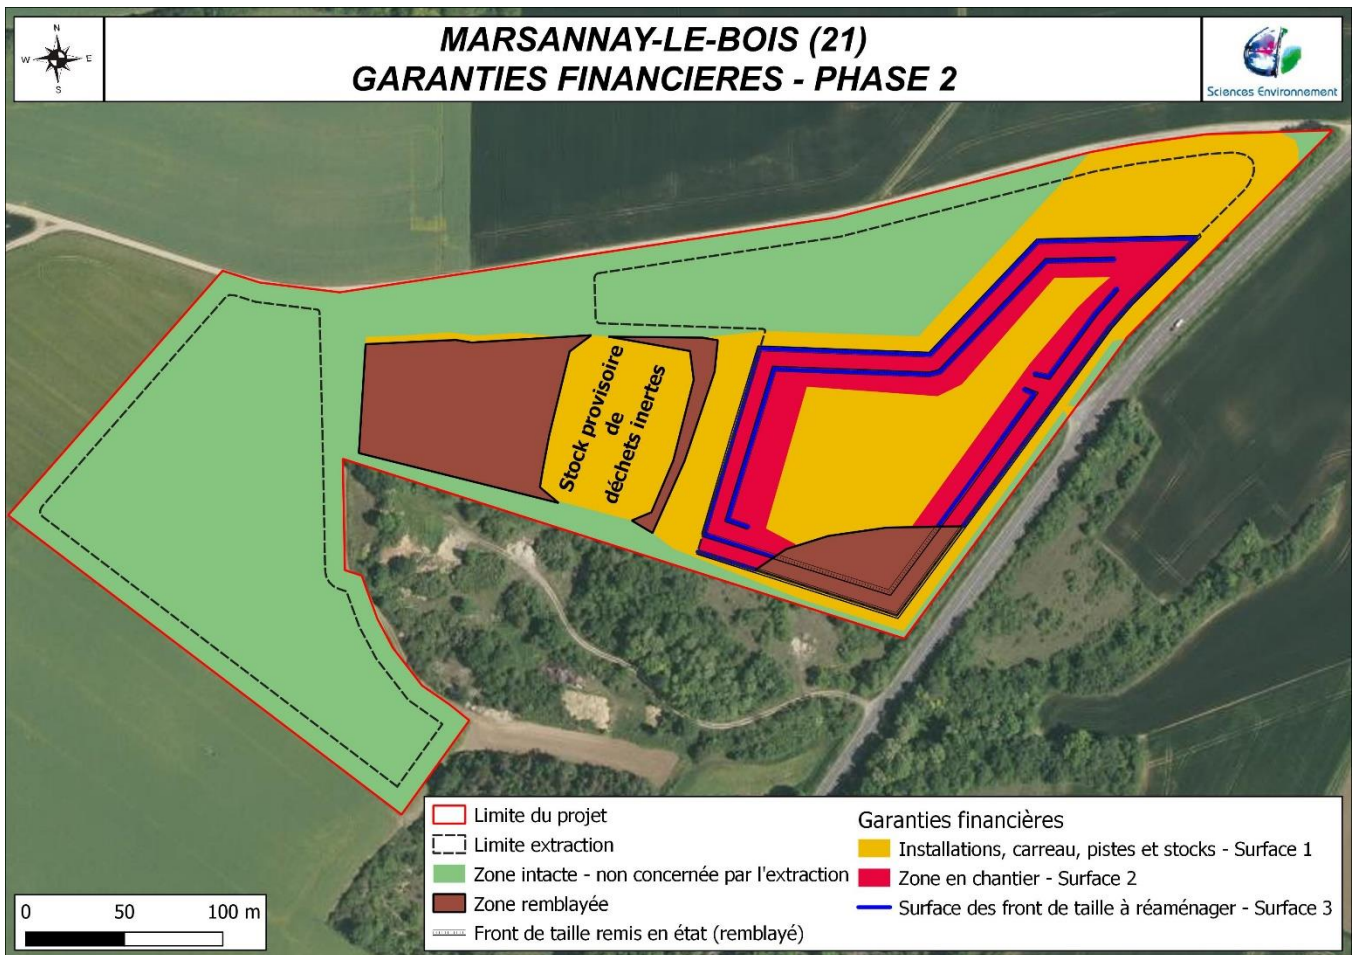 MARSANNAY-LE-BOIS (21)
GARANTIES FINANCIERES - PHASE 2
N
W
E
S
Sciences Environnement
Stock provisoire
de
déchets inertes
Limite du projet
Limite extraction
Zone intacte - non concernée par l'extraction
Zone remblayée
Front de taille remis en état (remblayé)
Garanties financières
Installations, carreau, pistes et stocks - Surface 1
Zone en chantier - Surface 2
Surface des front de taille à réaménager - Surface 3
0 50 100 m